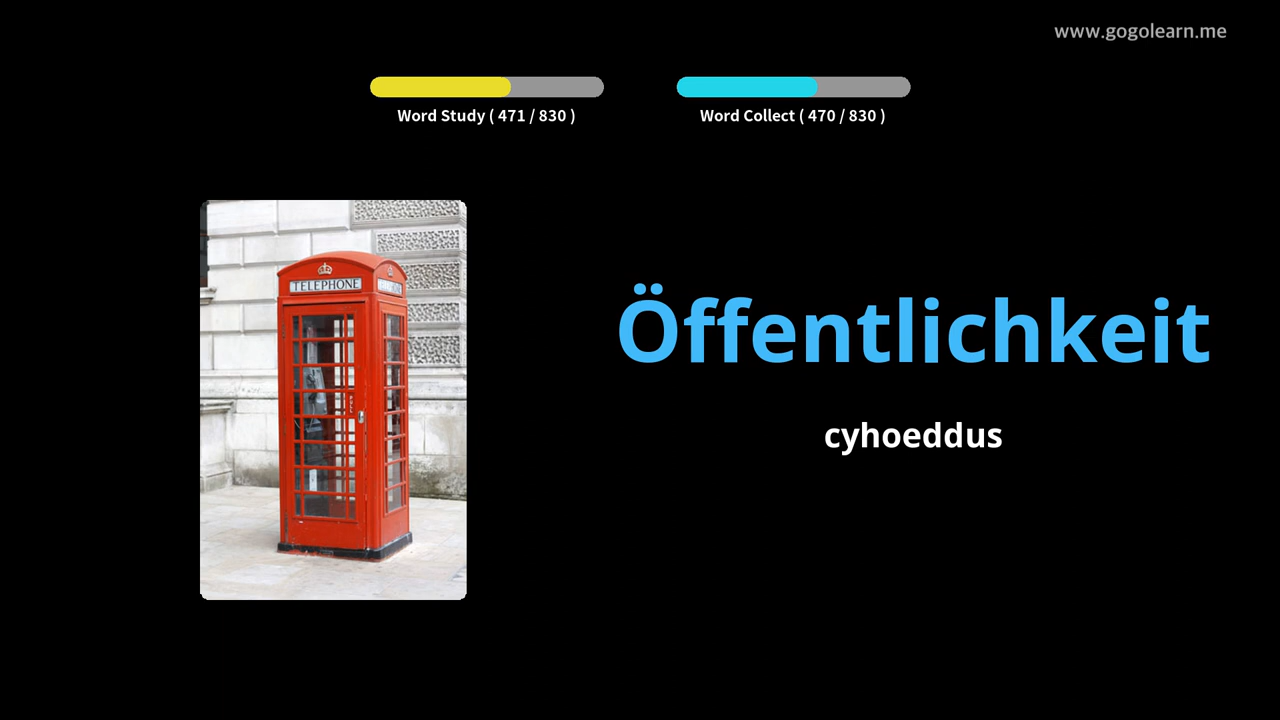 www.gogolearn.me
Word Study ( 471 / 830 )
Word Collect ( 470 / 830 )
TELEPHONE
Öffentlichkeit
cyhoeddus